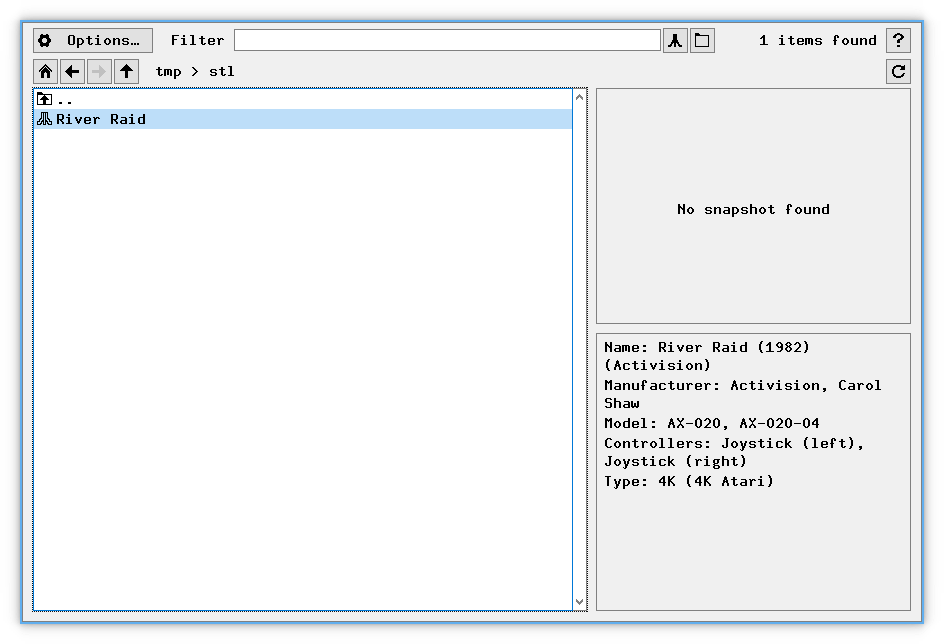 Options… Filter 1 items found ?
tmp > stl
..
River Raid
No snapshot found
Name: River Raid (1982)
(Activision)
Manufacturer: Activision, Carol
Shaw
Model: AX-020, AX-020-04
Controllers: Joystick (left),
Joystick (right)
Type: 4K (4K Atari)